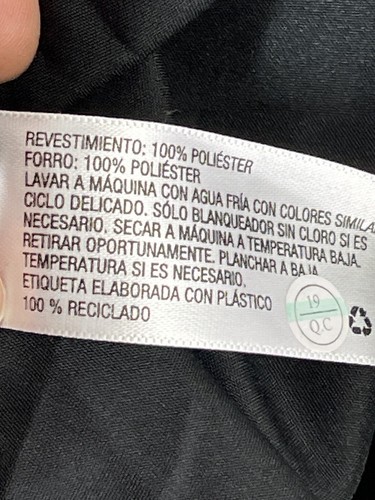 REVESTIMIENTO: 100% POLIÉSTER
FORRO: 100% POLIÉSTER
LAVAR A MÁQUINA CON AGUA FRÍA CON COLORES SIMILA
CICLO DELICADO. SÓLO BLANQUEADOR SIN CLORO SI ES
NECESARIO. SECAR A MÁQUINA A TEMPERATURA BAJA.
RETIRAR OPORTUNAMENTE. PLANCHAR A BAJA
TEMPERATURA SI ES NECESARIO.
ETIQUETA ELABORADA CON PLÁSTICO
100 % RECICLADO
19
Q.C